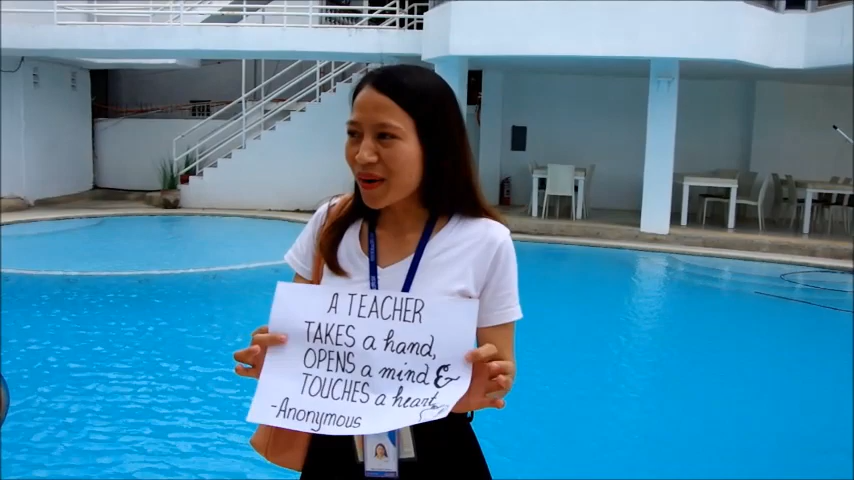 A TEACHER
TAKES a hand,
OPENS a mind &
TOUCHES a heart
-Anonymous